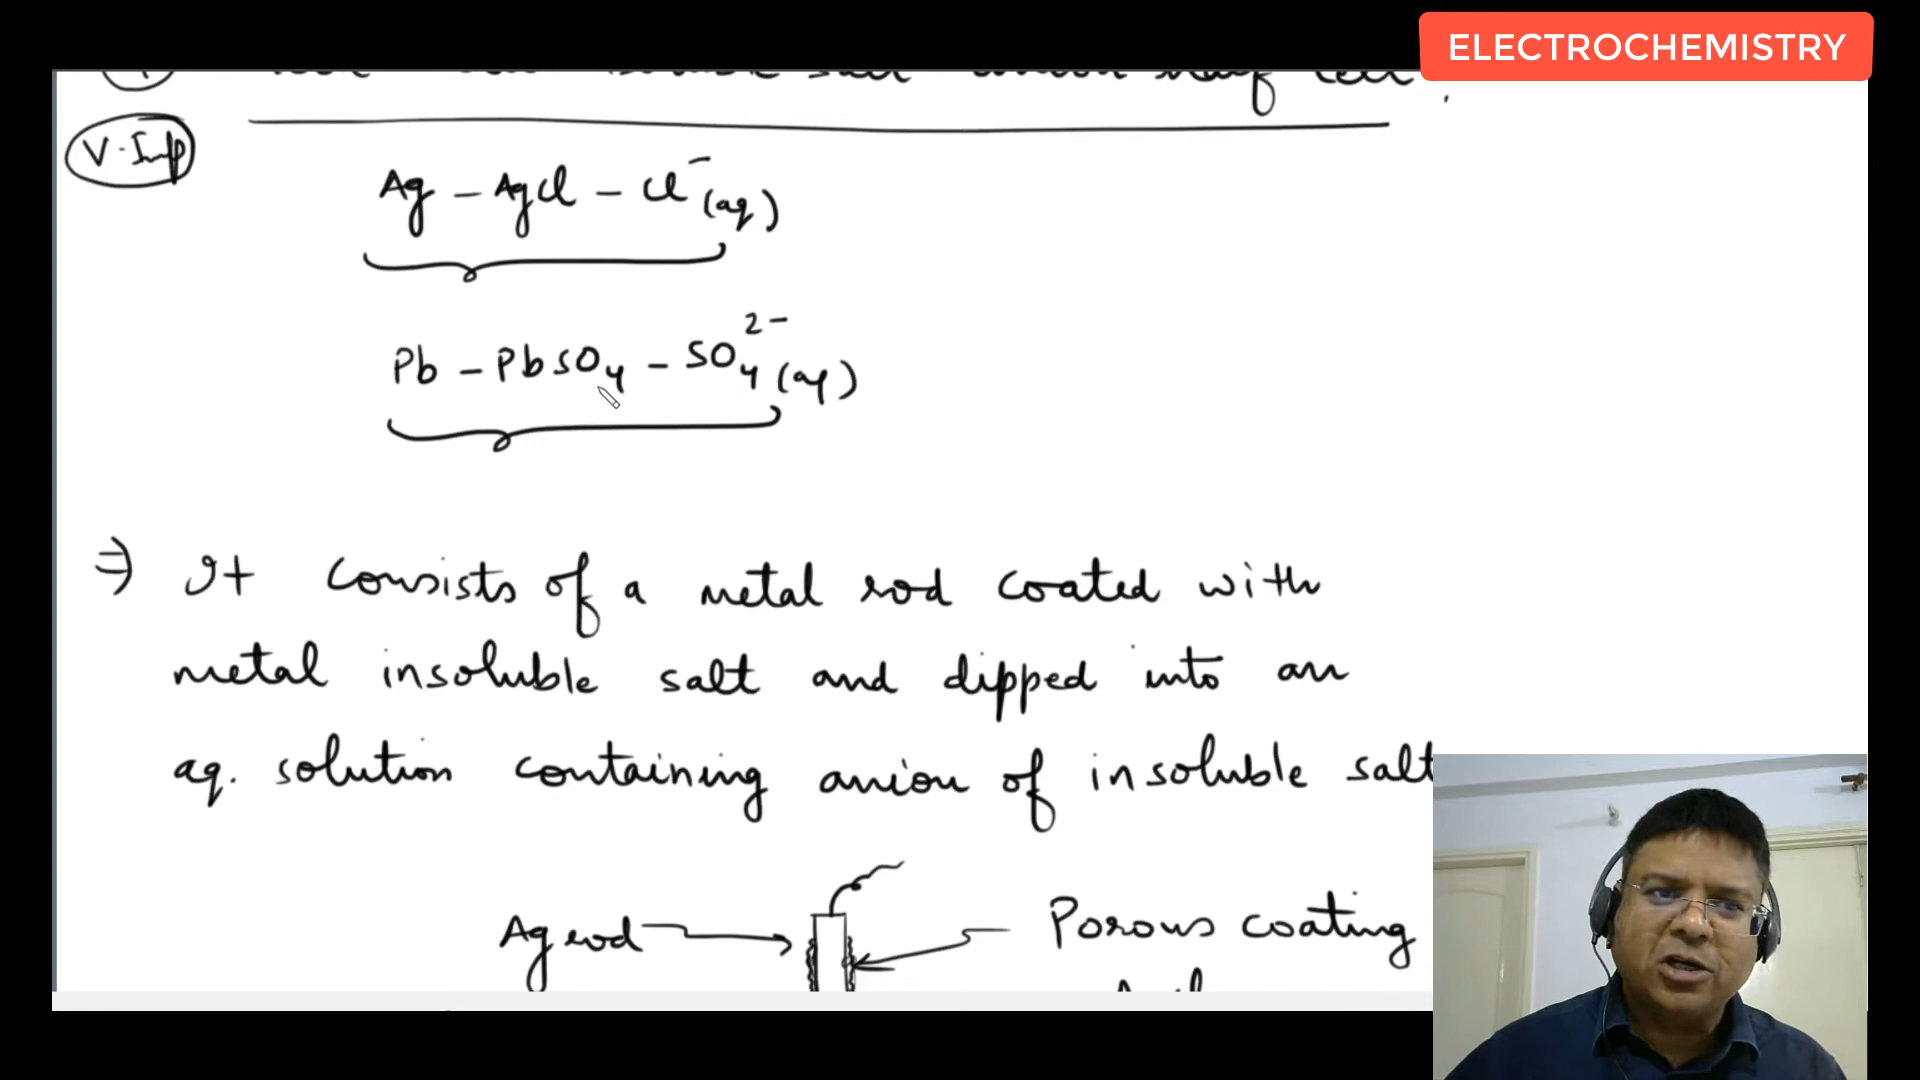 ELECTROCHEMISTRY
salt
V.Imp
Ag – AgCl – Cl⁻(aq)
Pb – PbSO₄ – SO₄²⁻(aq)
⇒ It consists of a metal rod coated with
metal insoluble salt and dipped into an
aq. solution containing anion of insoluble salt
Ag rod
Porous coating